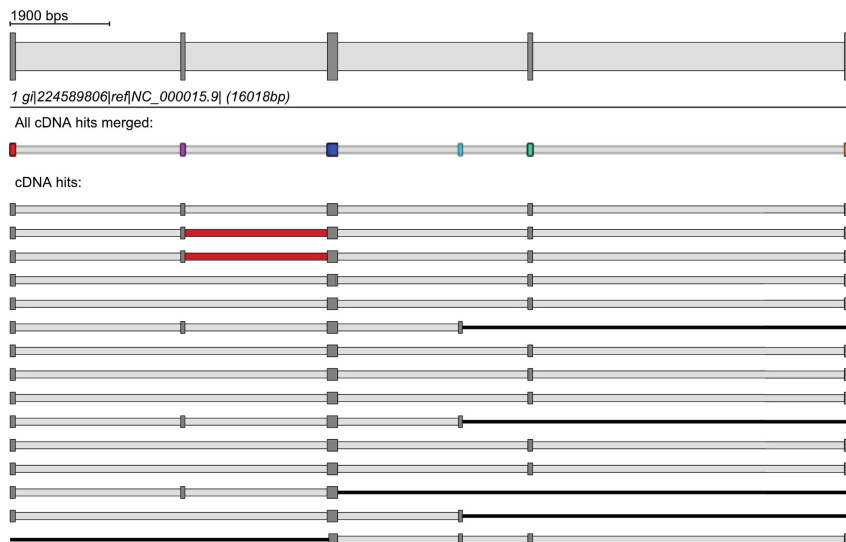 1900 bps
1 gi|224589806|ref|NC_000015.9| (16018bp)
All cDNA hits merged:
cDNA hits: